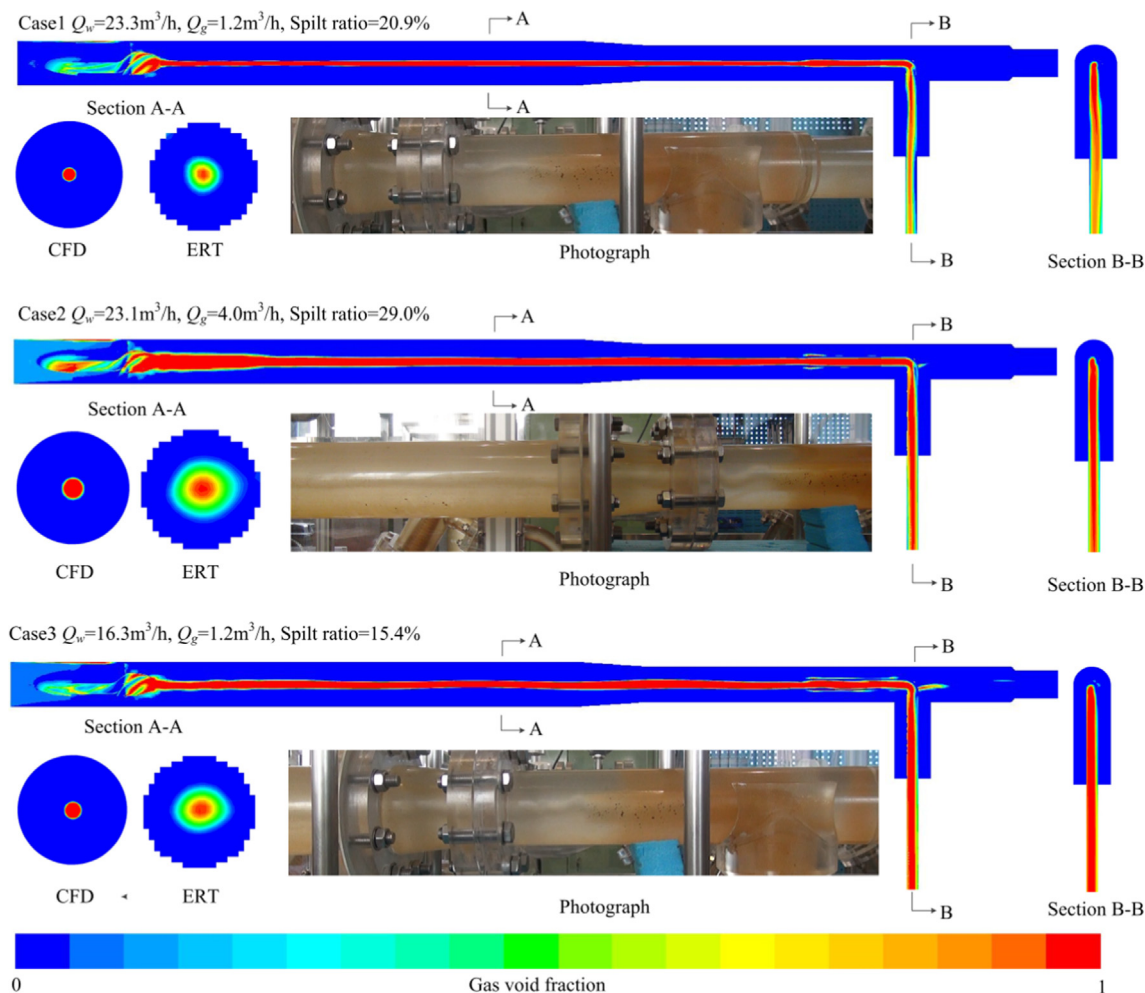 Case1 Qw=23.3m³/h, Qg=1.2m³/h, Spilt ratio=20.9%
A
B
A
Section A-A
CFD
ERT
Photograph
B
Section B-B
Case2 Qw=23.1m³/h, Qg=4.0m³/h, Spilt ratio=29.0%
A
B
A
Section A-A
CFD
ERT
Photograph
B
Section B-B
Case3 Qw=16.3m³/h, Qg=1.2m³/h, Spilt ratio=15.4%
A
B
A
Section A-A
CFD
ERT
Photograph
B
Section B-B
0
Gas void fraction
1